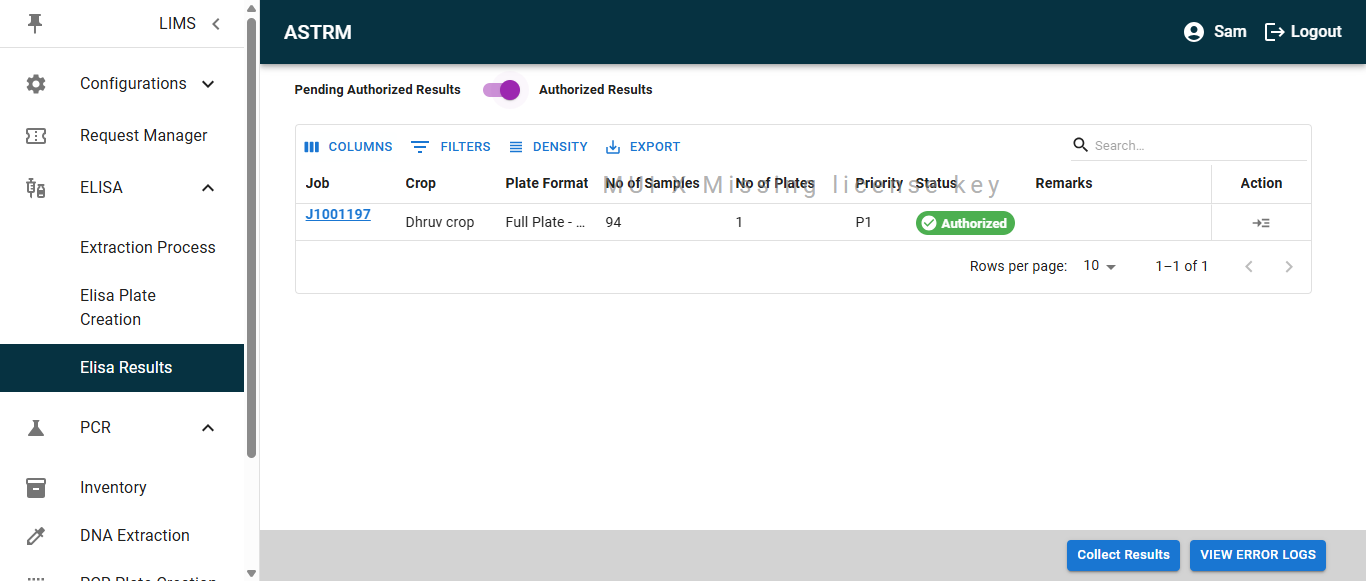 LIMS
ASTRM
Sam
Logout
Configurations
Request Manager
ELISA
Extraction Process
Elisa Plate
Creation
Elisa Results
PCR
Inventory
DNA Extraction
PCR Plate Creation
Pending Authorized Results
Authorized Results
COLUMNS FILTERS DENSITY EXPORT
Search...
MUI X Missing license key
Job Crop Plate Format No of Samples No of Plates Priority Status Remarks Action
J1001197 Dhruv crop Full Plate - ... 94 1 P1 Authorized
Rows per page: 10 1–1 of 1
Collect Results
VIEW ERROR LOGS